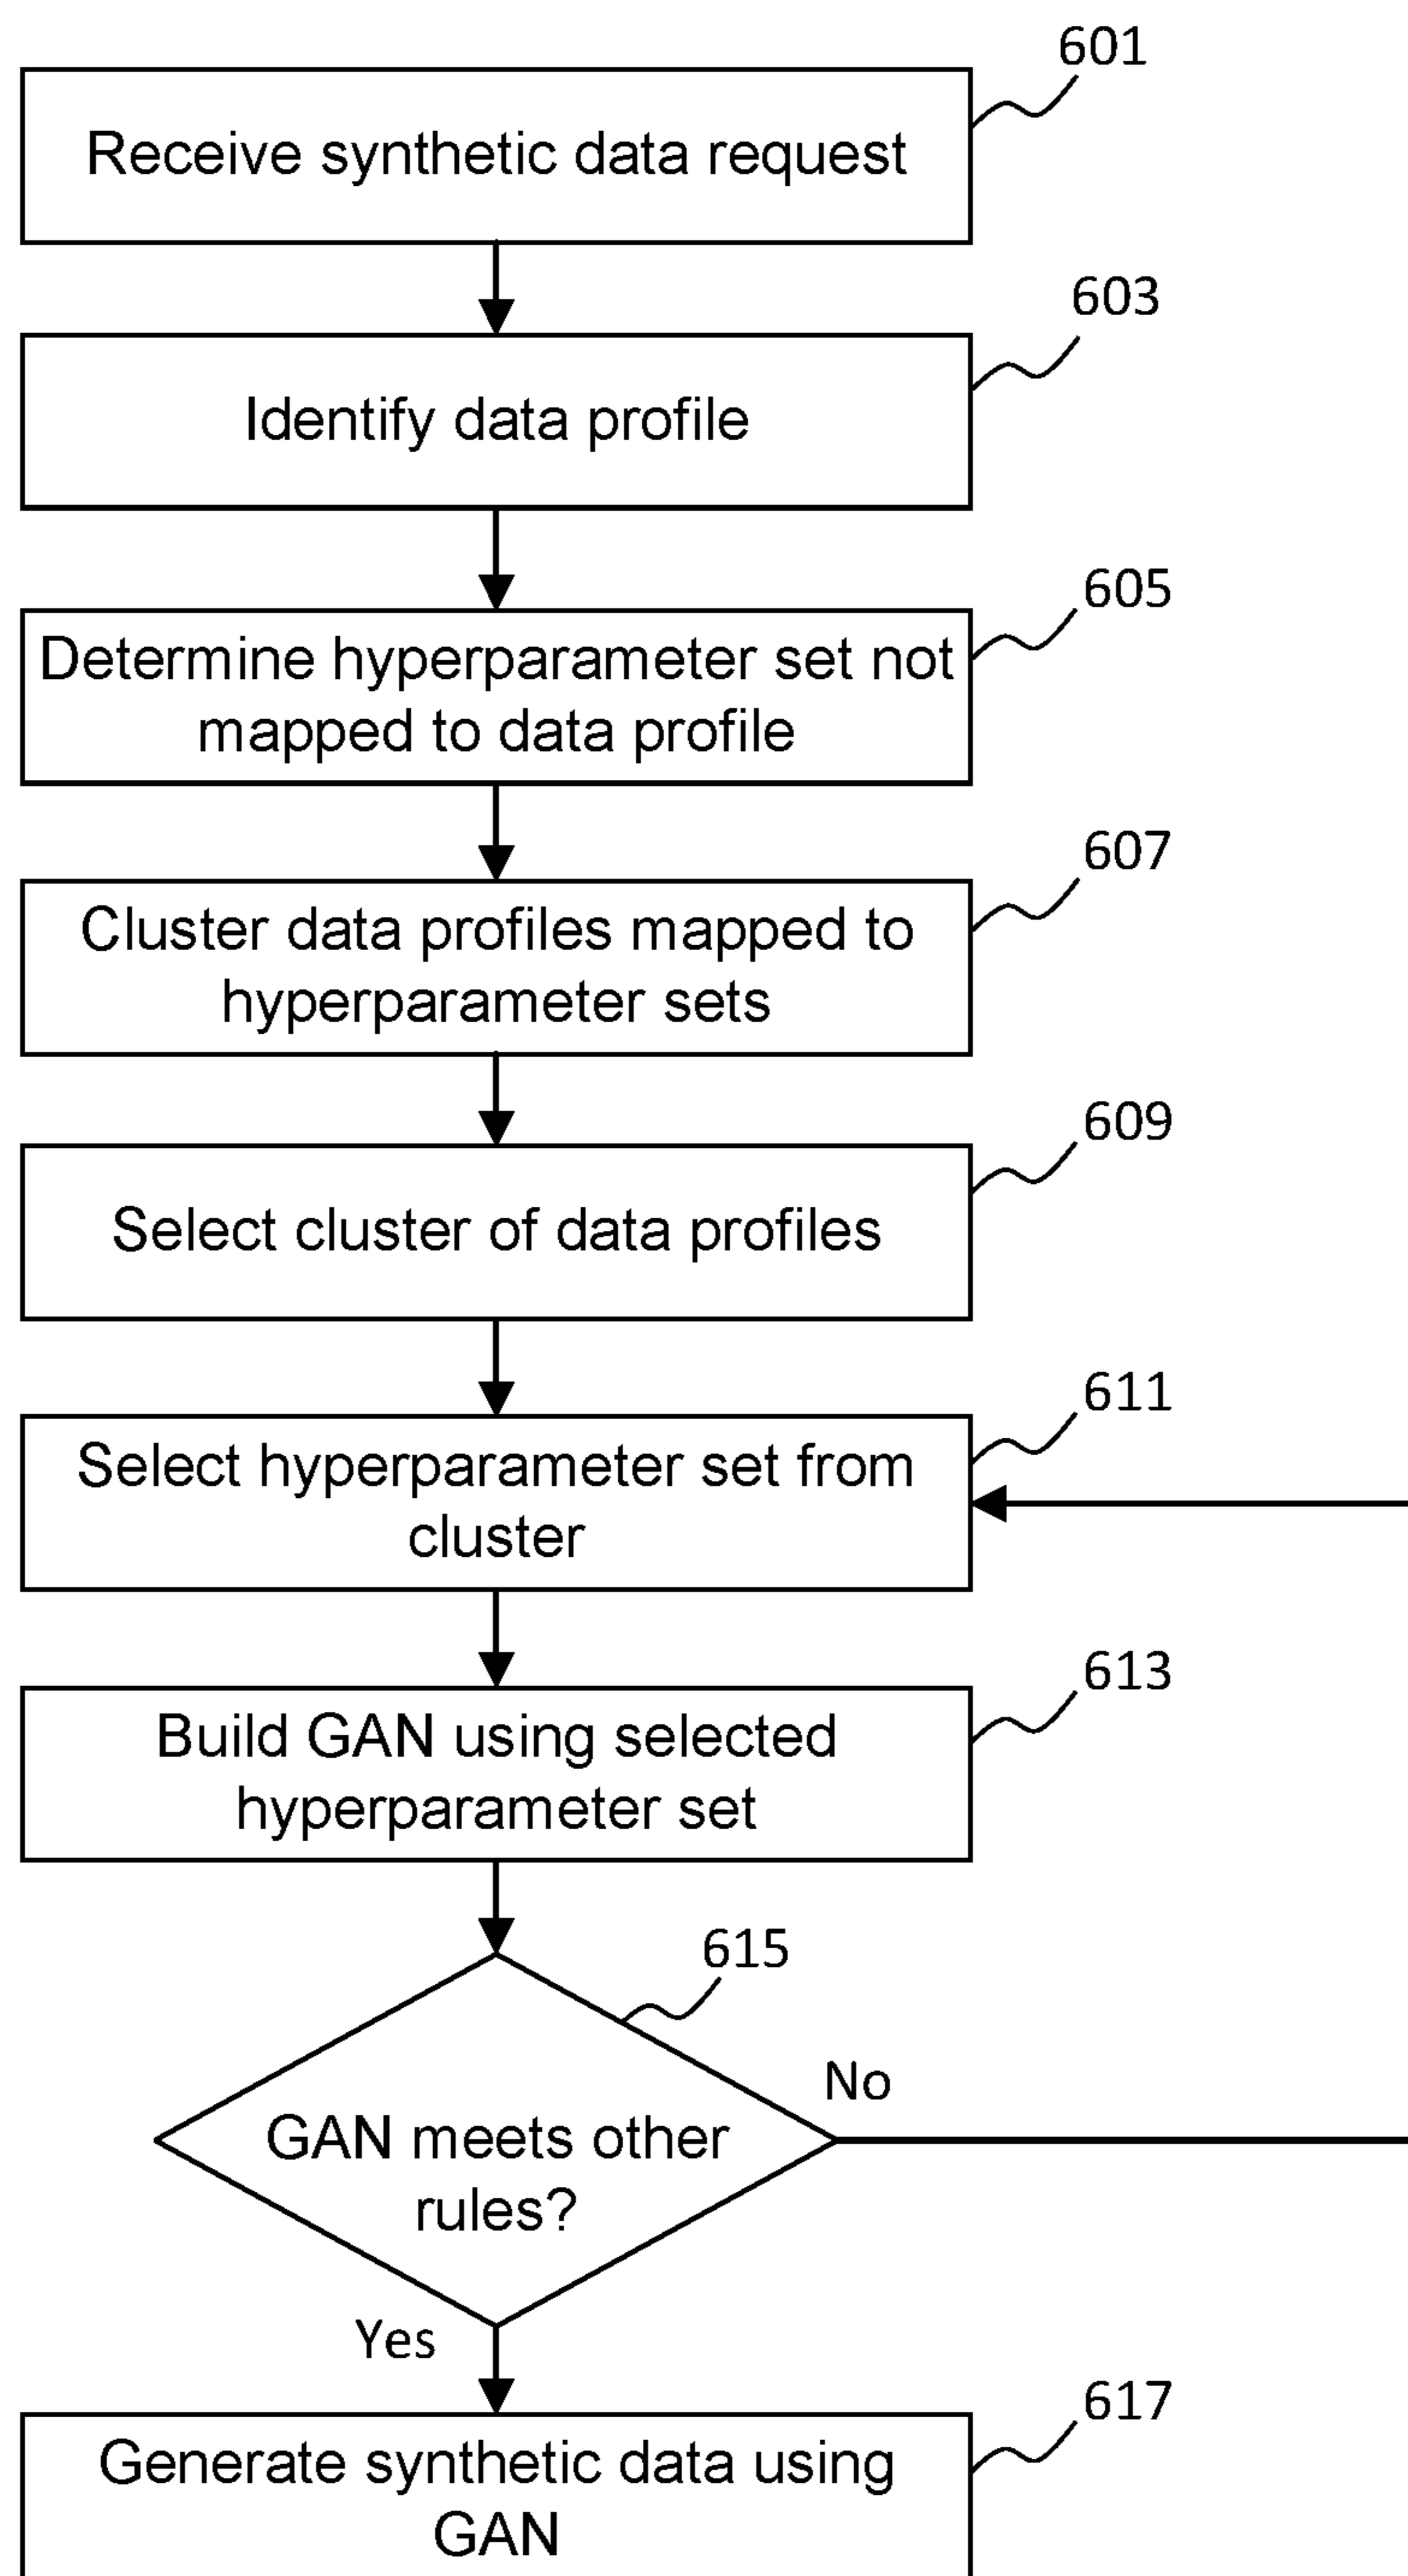 601
Receive synthetic data request
603
Identify data profile
605
Determine hyperparameter set not
mapped to data profile
607
Cluster data profiles mapped to
hyperparameter sets
609
Select cluster of data profiles
611
Select hyperparameter set from
cluster
613
Build GAN using selected
hyperparameter set
615
No
GAN meets other
rules?
Yes
617
Generate synthetic data using
GAN